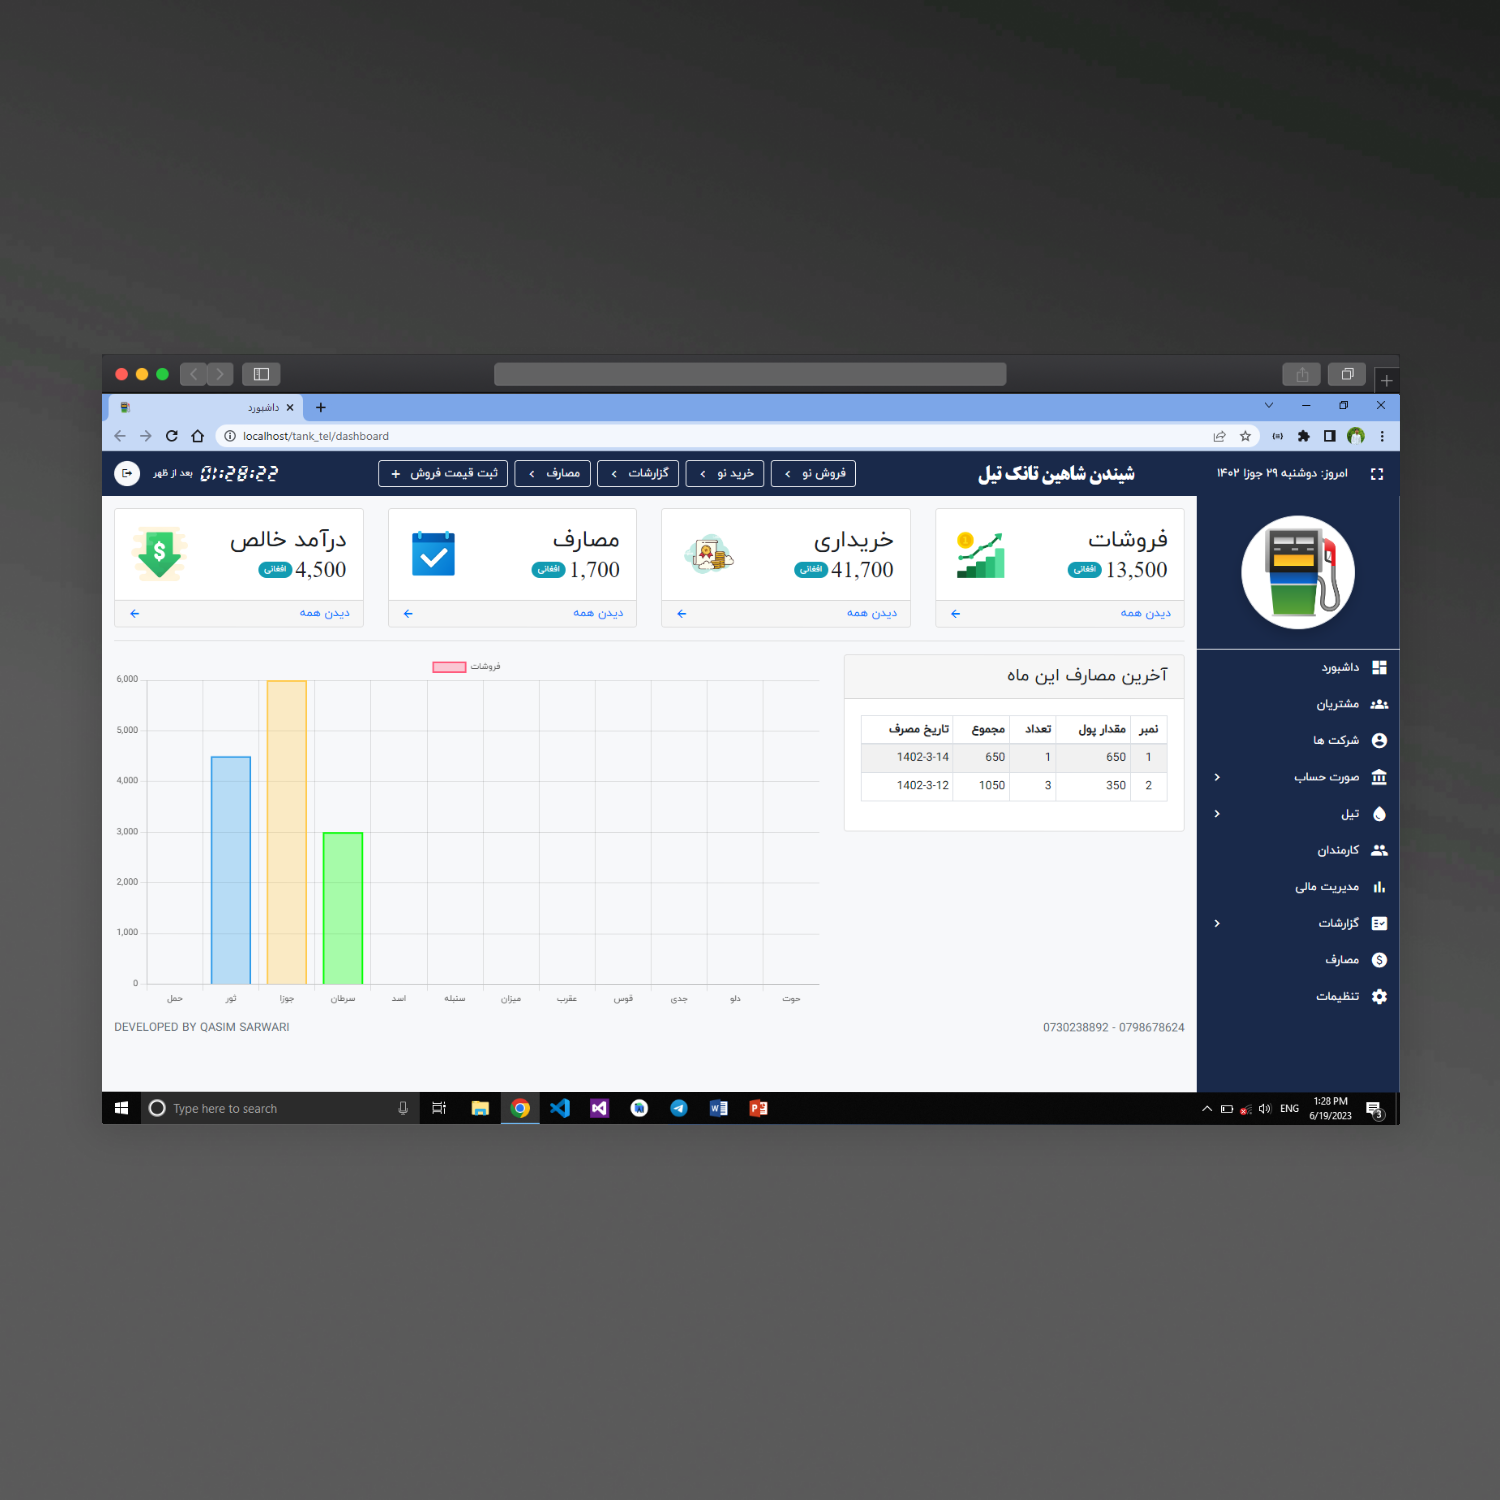 داشبورد
localhost/tank_tel/dashboard
امروز: دوشنبه ۲۹ جوزا ۱۴۰۲
شیندن شاهین تانک تیل
فروش نو
خرید نو
گزارشات
مصارف
ثبت قیمت فروش +
01:28:22 بعد از ظهر
فروشات
13,500 افغانی
دیدن همه
خریداری
41,700 افغانی
دیدن همه
مصارف
1,700 افغانی
دیدن همه
درآمد خالص
4,500 افغانی
دیدن همه
داشبورد
مشتریان
شرکت ها
صورت حساب
تیل
کارمندان
مدیریت مالی
گزارشات
مصارف
تنظیمات
آخرین مصارف این ماه
نمبر مقدار پول تعداد مجموع تاریخ مصرف
1 650 1 650 1402-3-14
2 350 3 1050 1402-3-12
فروشات
6,000
5,000
4,000
3,000
2,000
1,000
0
حمل ثور جوزا سرطان اسد سنبله میزان عقرب قوس جدی دلو حوت
DEVELOPED BY QASIM SARWARI
0730238892 - 0798678624
Type here to search
ENG
1:28 PM
6/19/2023
3